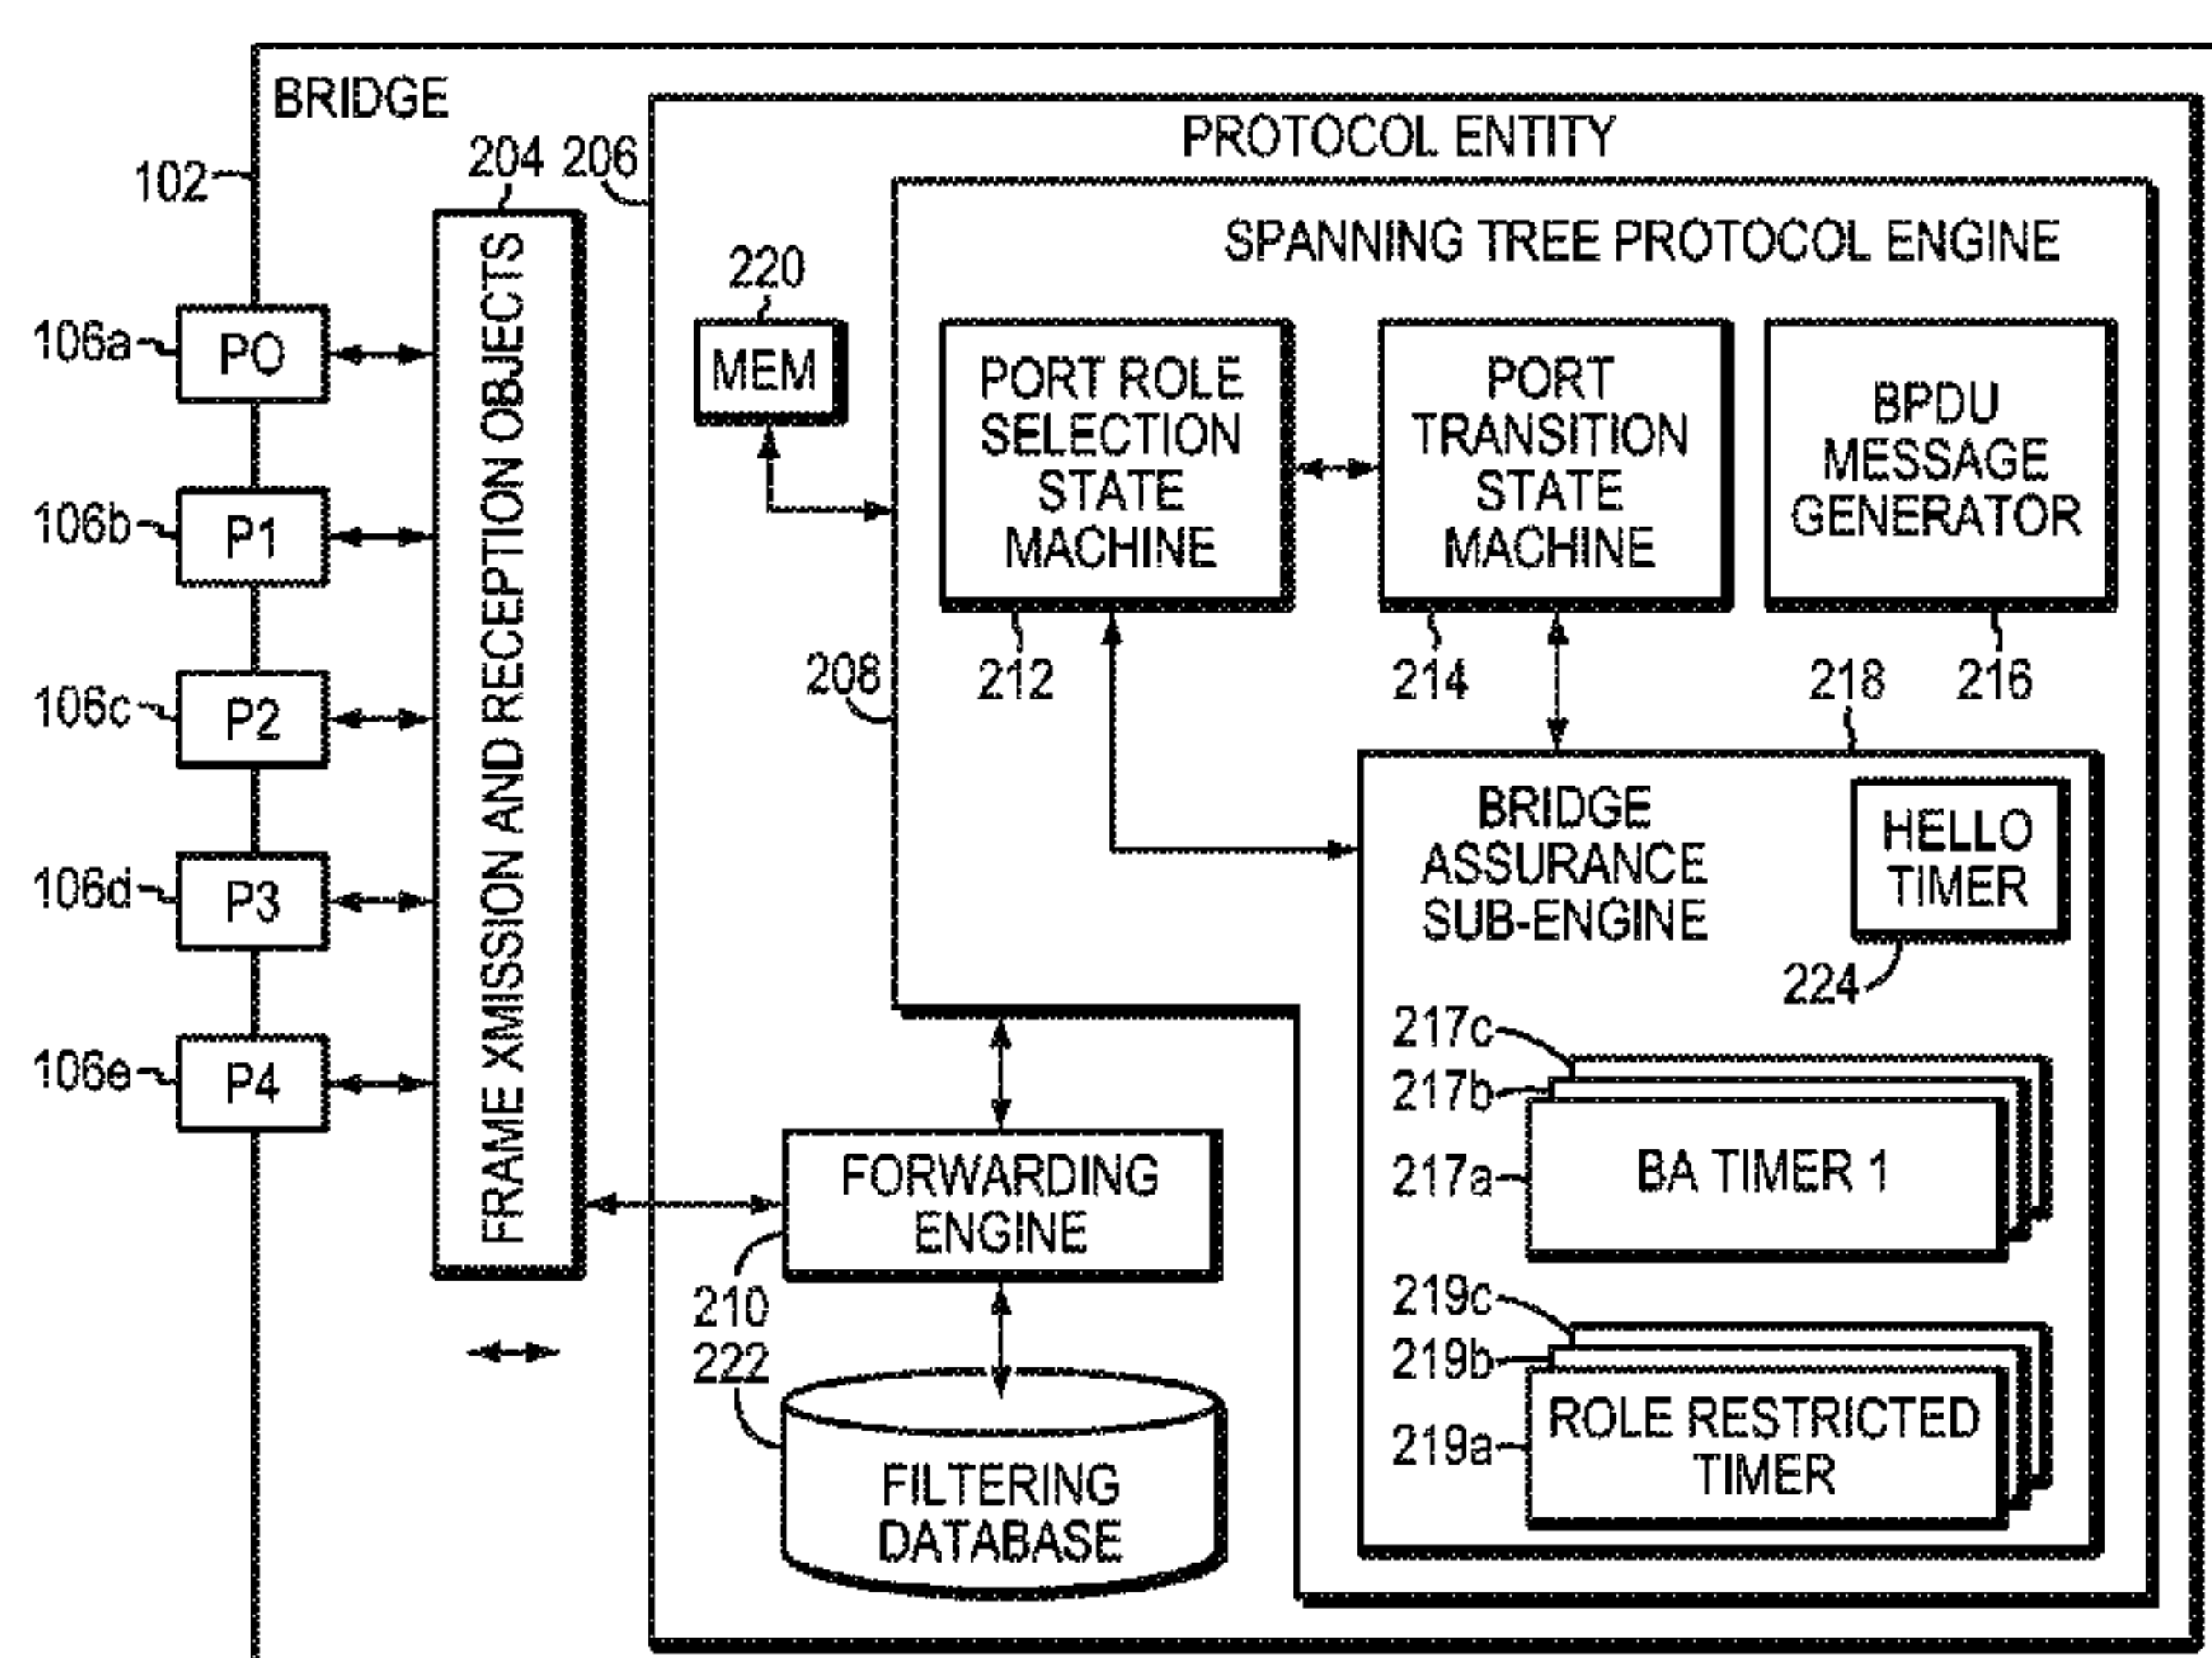 BRIDGE
PROTOCOL ENTITY
102
204
206
SPANNING TREE PROTOCOL ENGINE
220
MEM
106a
PO
106b
P1
106c
P2
106d
P3
106e
P4
FRAME XMISSION AND RECEPTION OBJECTS
PORT ROLE
SELECTION
STATE
MACHINE
PORT
TRANSITION
STATE
MACHINE
BPDU
MESSAGE
GENERATOR
208
212
214
218
216
BRIDGE
ASSURANCE
SUB-ENGINE
HELLO
TIMER
224
217c
217b
217a
BA TIMER 1
FORWARDING
ENGINE
210
222
FILTERING
DATABASE
219c
219b
219a
ROLE RESTRICTED
TIMER